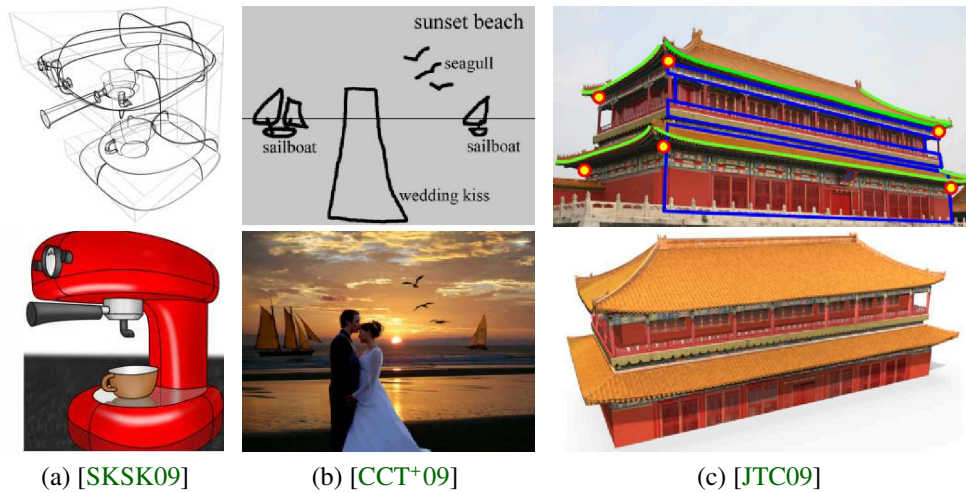 sunset beach
seagull
sailboat
sailboat
wedding kiss
(a) [SKSK09]
(b) [CCT+09]
(c) [JTC09]